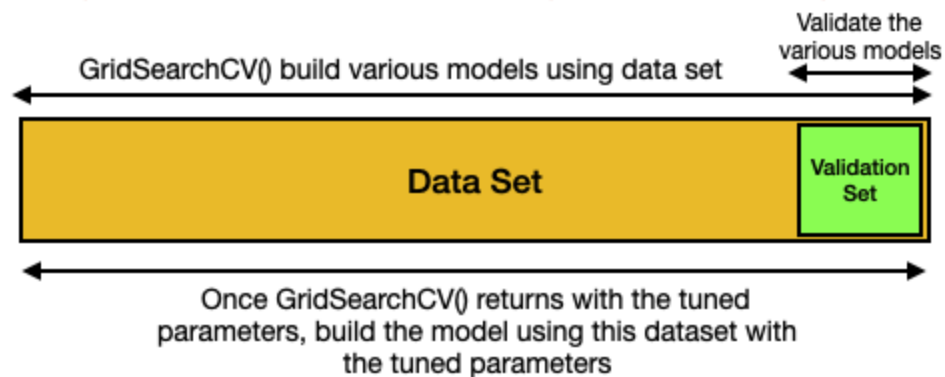 Validate the
various models
GridSearchCV() build various models using data set
Data Set
Validation
Set
Once GridSearchCV() returns with the tuned
parameters, build the model using this dataset with
the tuned parameters